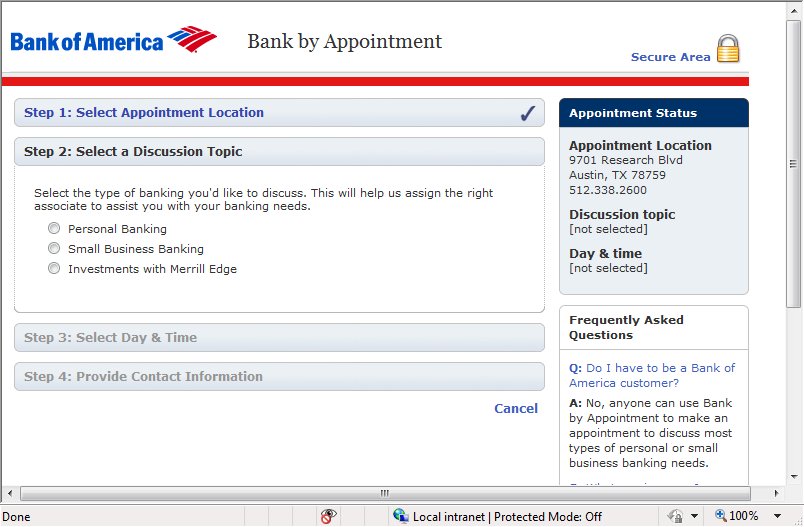 Bank of America
Bank by Appointment
Secure Area
Step 1: Select Appointment Location
Step 2: Select a Discussion Topic
Select the type of banking you'd like to discuss. This will help us assign the right
associate to assist you with your banking needs.
Personal Banking
Small Business Banking
Investments with Merrill Edge
Step 3: Select Day & Time
Step 4: Provide Contact Information
Cancel
Appointment Status
Appointment Location
9701 Research Blvd
Austin, TX 78759
512.338.2600
Discussion topic
[not selected]
Day & time
[not selected]
Frequently Asked
Questions
Q: Do I have to be a Bank of
America customer?
A: No, anyone can use Bank
by Appointment to make an
appointment to discuss most
types of personal or small
business banking needs.
Done
Local intranet | Protected Mode: Off
100%